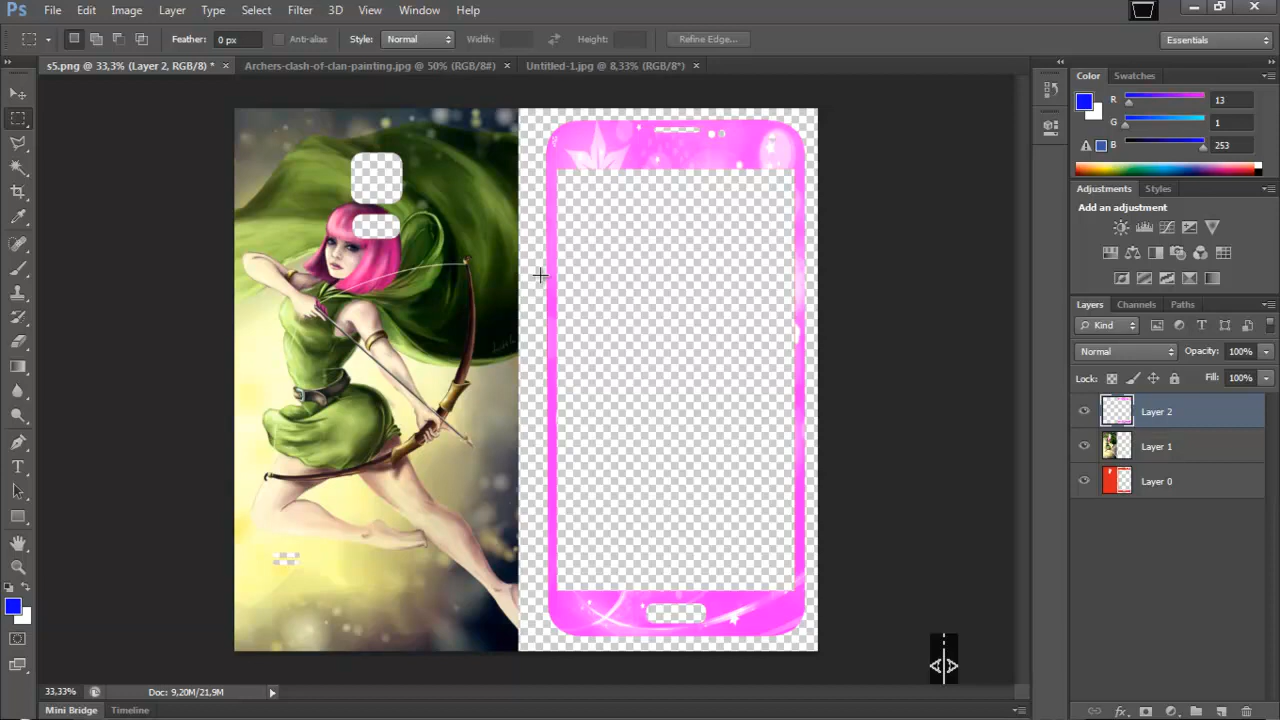 Ps File Edit Image Layer Type Select Filter 3D View Window Help
Feather: 0 px Anti-alias Style: Normal Width: Height: Refine Edge... Essentials
s5.png @ 33,3% (Layer 2, RGB/8) * × Archers-clash-of-clan-painting.jpg @ 50% (RGB/8#) × Untitled-1.jpg @ 8,33% (RGB/8*) ×
Color Swatches
R 13
G 1
B 253
Adjustments Styles
Add an adjustment
Layers Channels Paths
Kind
Normal Opacity: 100%
Lock: Fill: 100%
Layer 2
Layer 1
Layer 0
33,33% Doc: 9,20M/21,9M
Mini Bridge Timeline